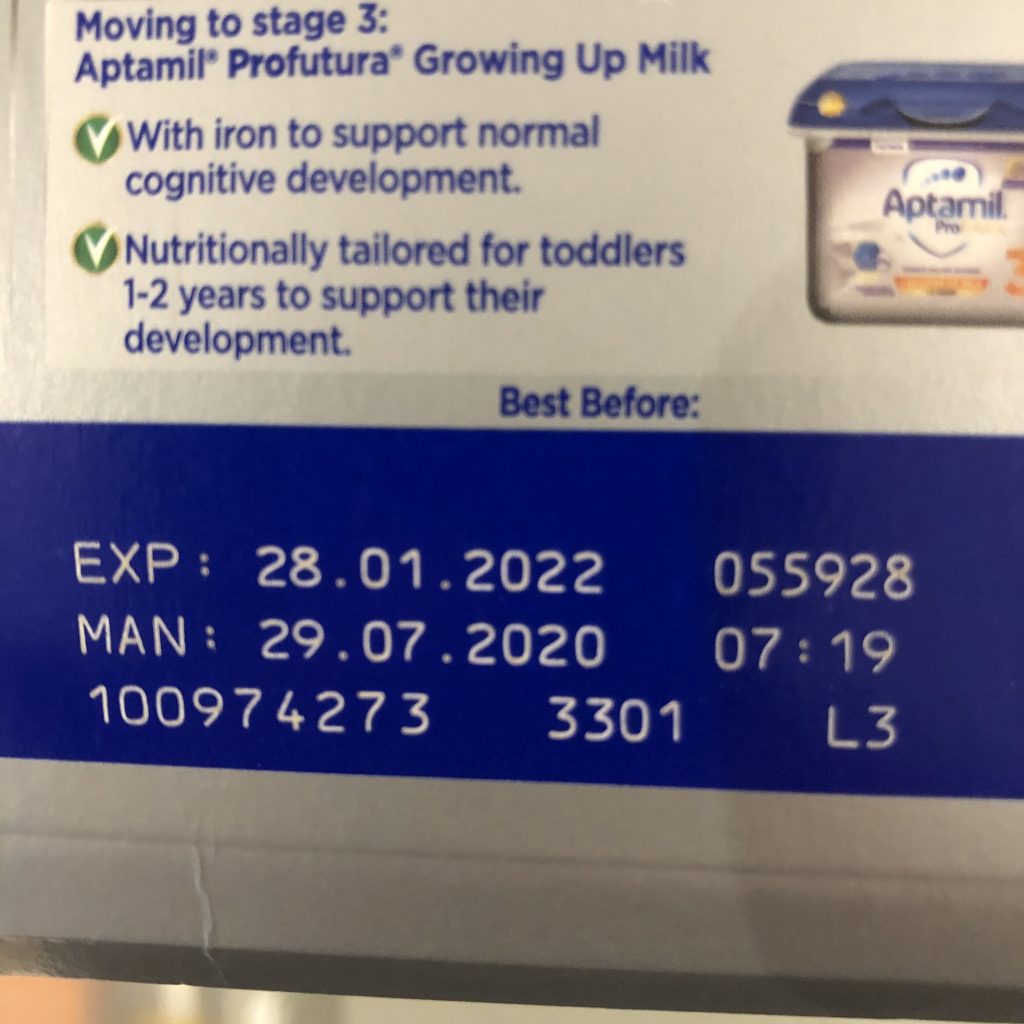 Moving to stage 3:
Aptamil® Profutura® Growing Up Milk
With iron to support normal
cognitive development.
Nutritionally tailored for toddlers
1-2 years to support their
development.
Aptamil
Pro
3
Best Before:
EXP: 28.01.2022 055928
MAN: 29.07.2020 07:19
100974273 3301 L3